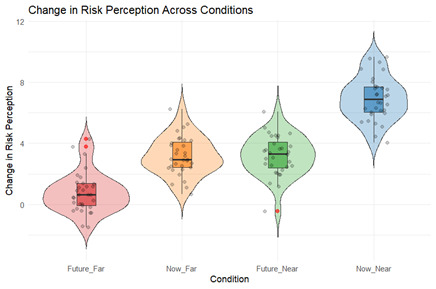 Change in Risk Perception Across Conditions
Change in Risk Perception
12
8
4
0
Future_Far
Now_Far
Future_Near
Now_Near
Condition